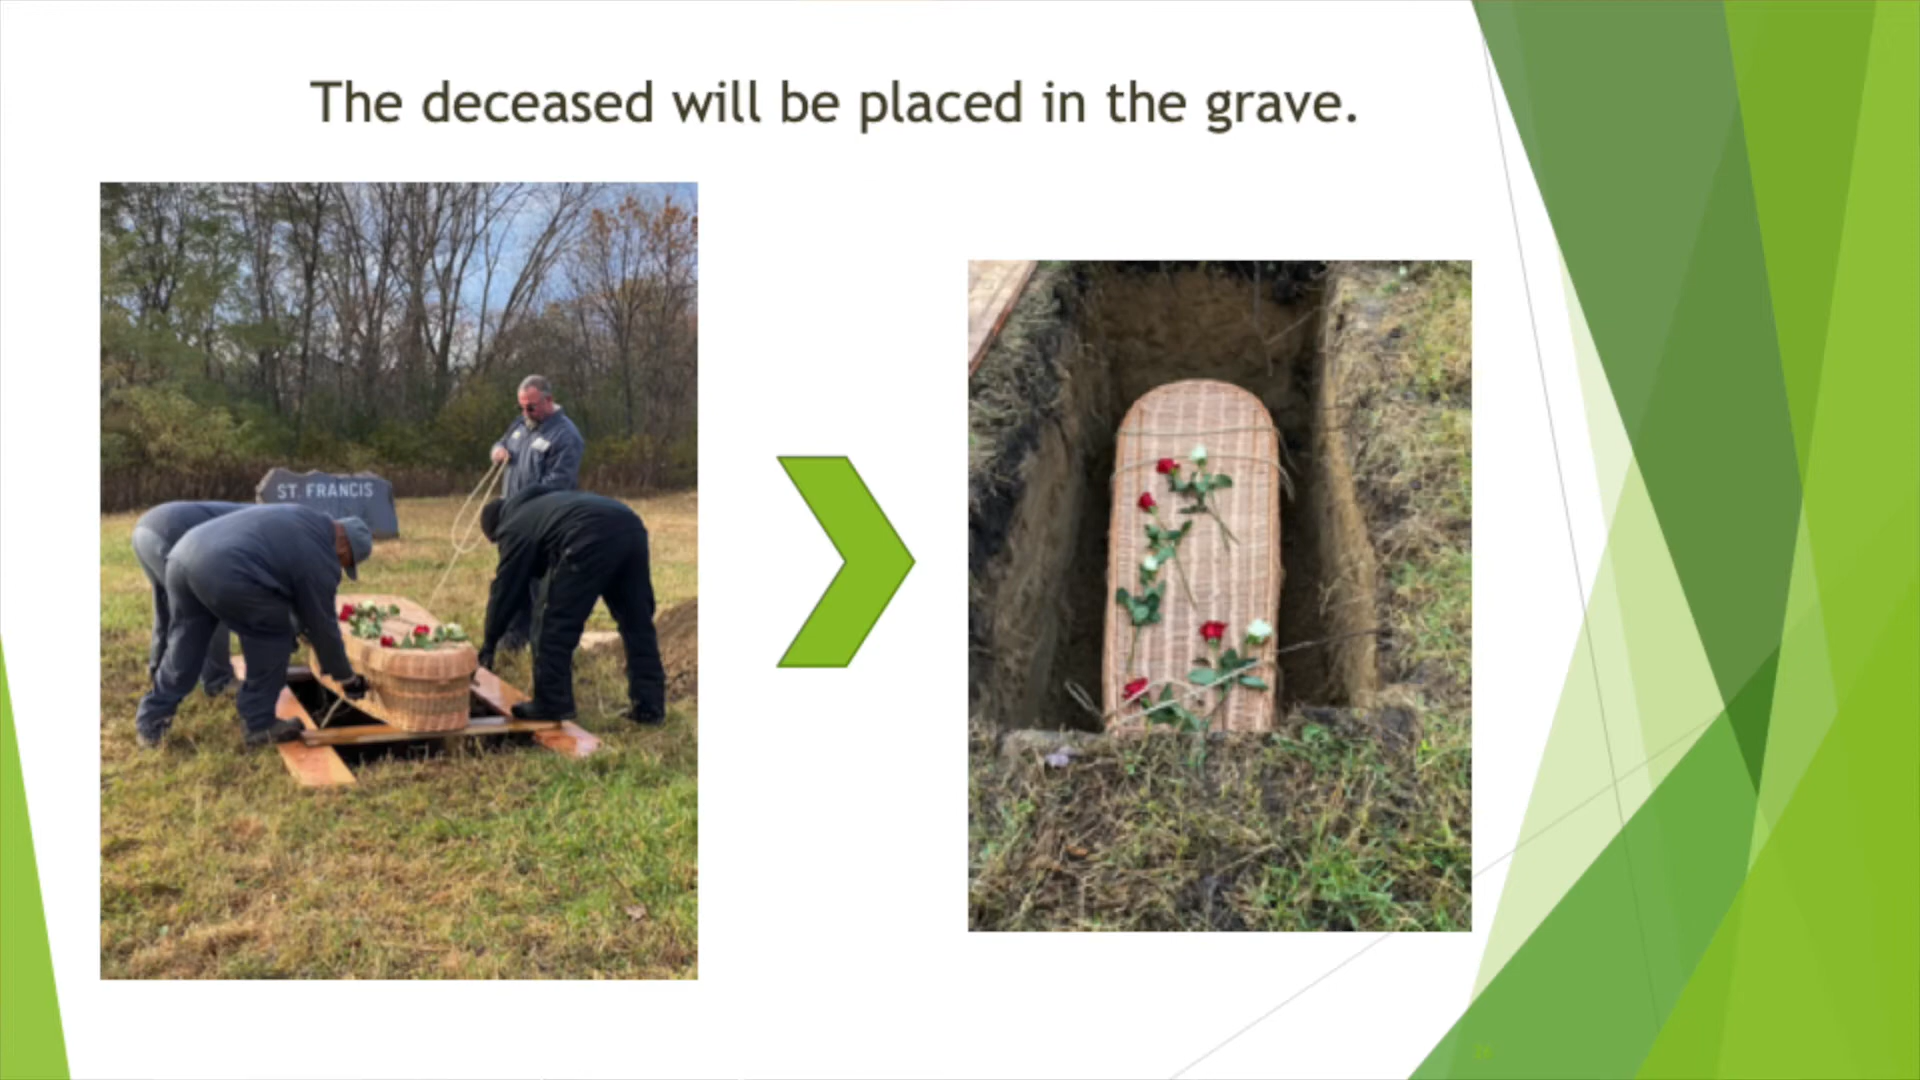 The deceased will be placed in the grave.
ST. FRANCIS